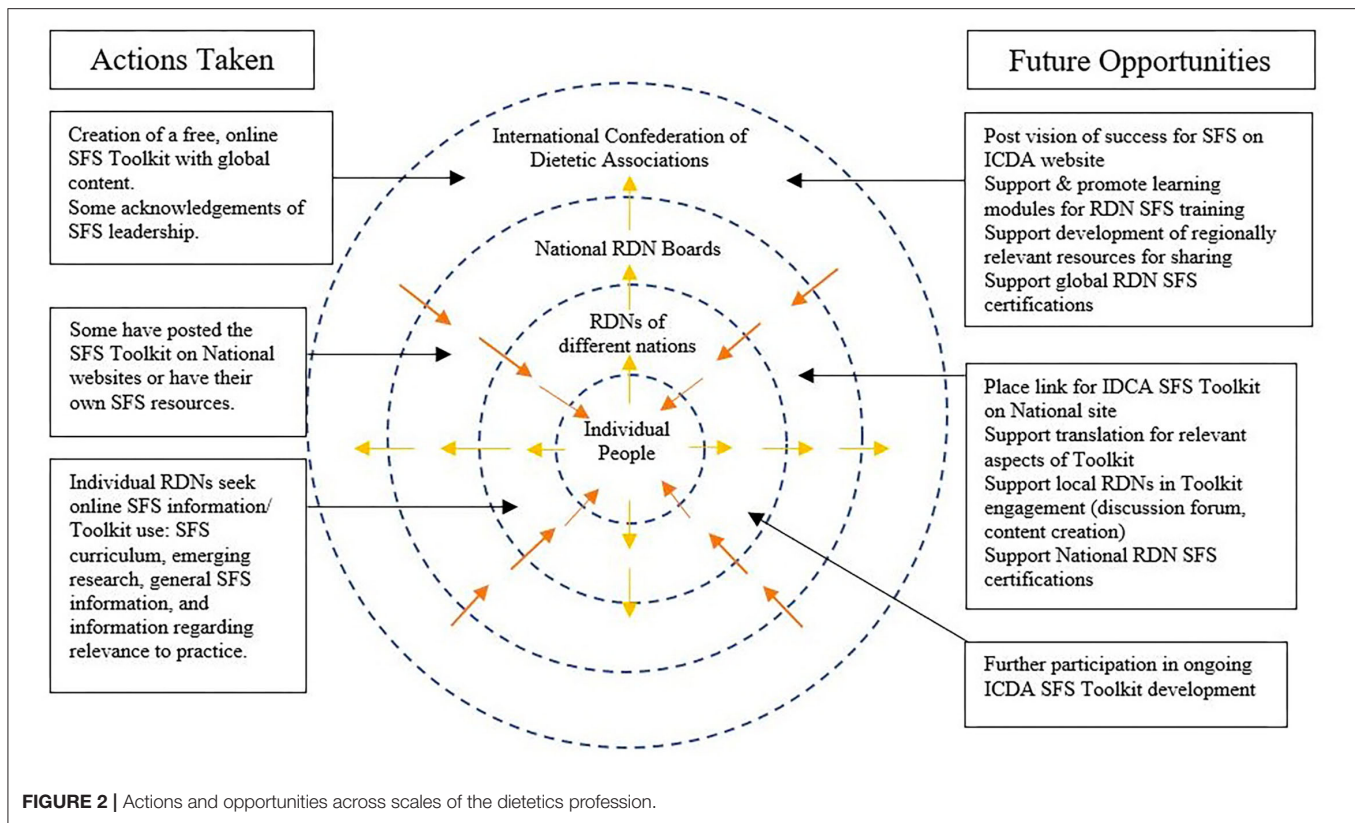 Actions Taken
Future Opportunities
Creation of a free, online
SFS Toolkit with global
content.
Some acknowledgements of
SFS leadership.
Some have posted the
SFS Toolkit on National
websites or have their
own SFS resources.
Individual RDNs seek
online SFS information/
Toolkit use: SFS
curriculum, emerging
research, general SFS
information, and
information regarding
relevance to practice.
International Confederation of
Dietetic Associations
National RDN Boards
RDNs of
different nations
Individual
People
Post vision of success for SFS on
ICDA website
Support & promote learning
modules for RDN SFS training
Support development of regionally
relevant resources for sharing
Support global RDN SFS
certifications
Place link for IDCA SFS Toolkit
on National site
Support translation for relevant
aspects of Toolkit
Support local RDNs in Toolkit
engagement (discussion forum,
content creation)
Support National RDN SFS
certifications
Further participation in ongoing
ICDA SFS Toolkit development
FIGURE 2 | Actions and opportunities across scales of the dietetics profession.